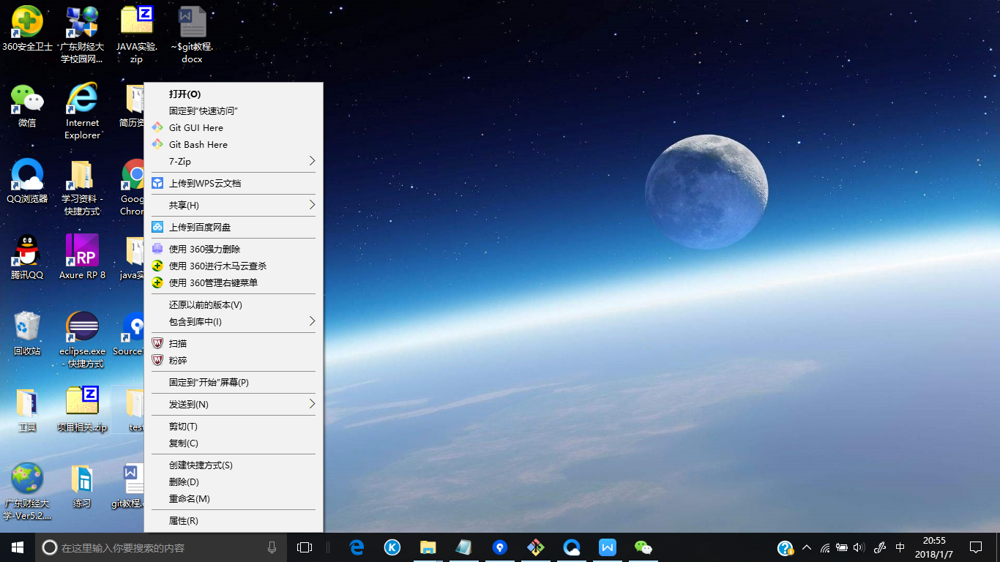 360安全卫士
广东财经大
学校园网...
JAVA实验.
zip
~$git教程.
docx
微信
Internet
Explorer
简历资
QQ浏览器
学习资料 -
快捷方式
Goog
Chron
腾讯QQ
RP
Axure RP 8
java实
回收站
eclipse.exe
- 快捷方式
SourceT
工具
项目相关.zip
test
广东财经大
学-Ver5.2....
练习
git教程.
打开(O)
固定到"快速访问"
Git GUI Here
Git Bash Here
7-Zip
上传到WPS云文档
共享(H)
上传到百度网盘
使用 360强力删除
使用 360进行木马云查杀
使用 360管理右键菜单
还原以前的版本(V)
包含到库中(I)
扫描
粉碎
固定到"开始"屏幕(P)
发送到(N)
剪切(T)
复制(C)
创建快捷方式(S)
删除(D)
重命名(M)
属性(R)
在这里输入你要搜索的内容
中
20:55
2018/1/7